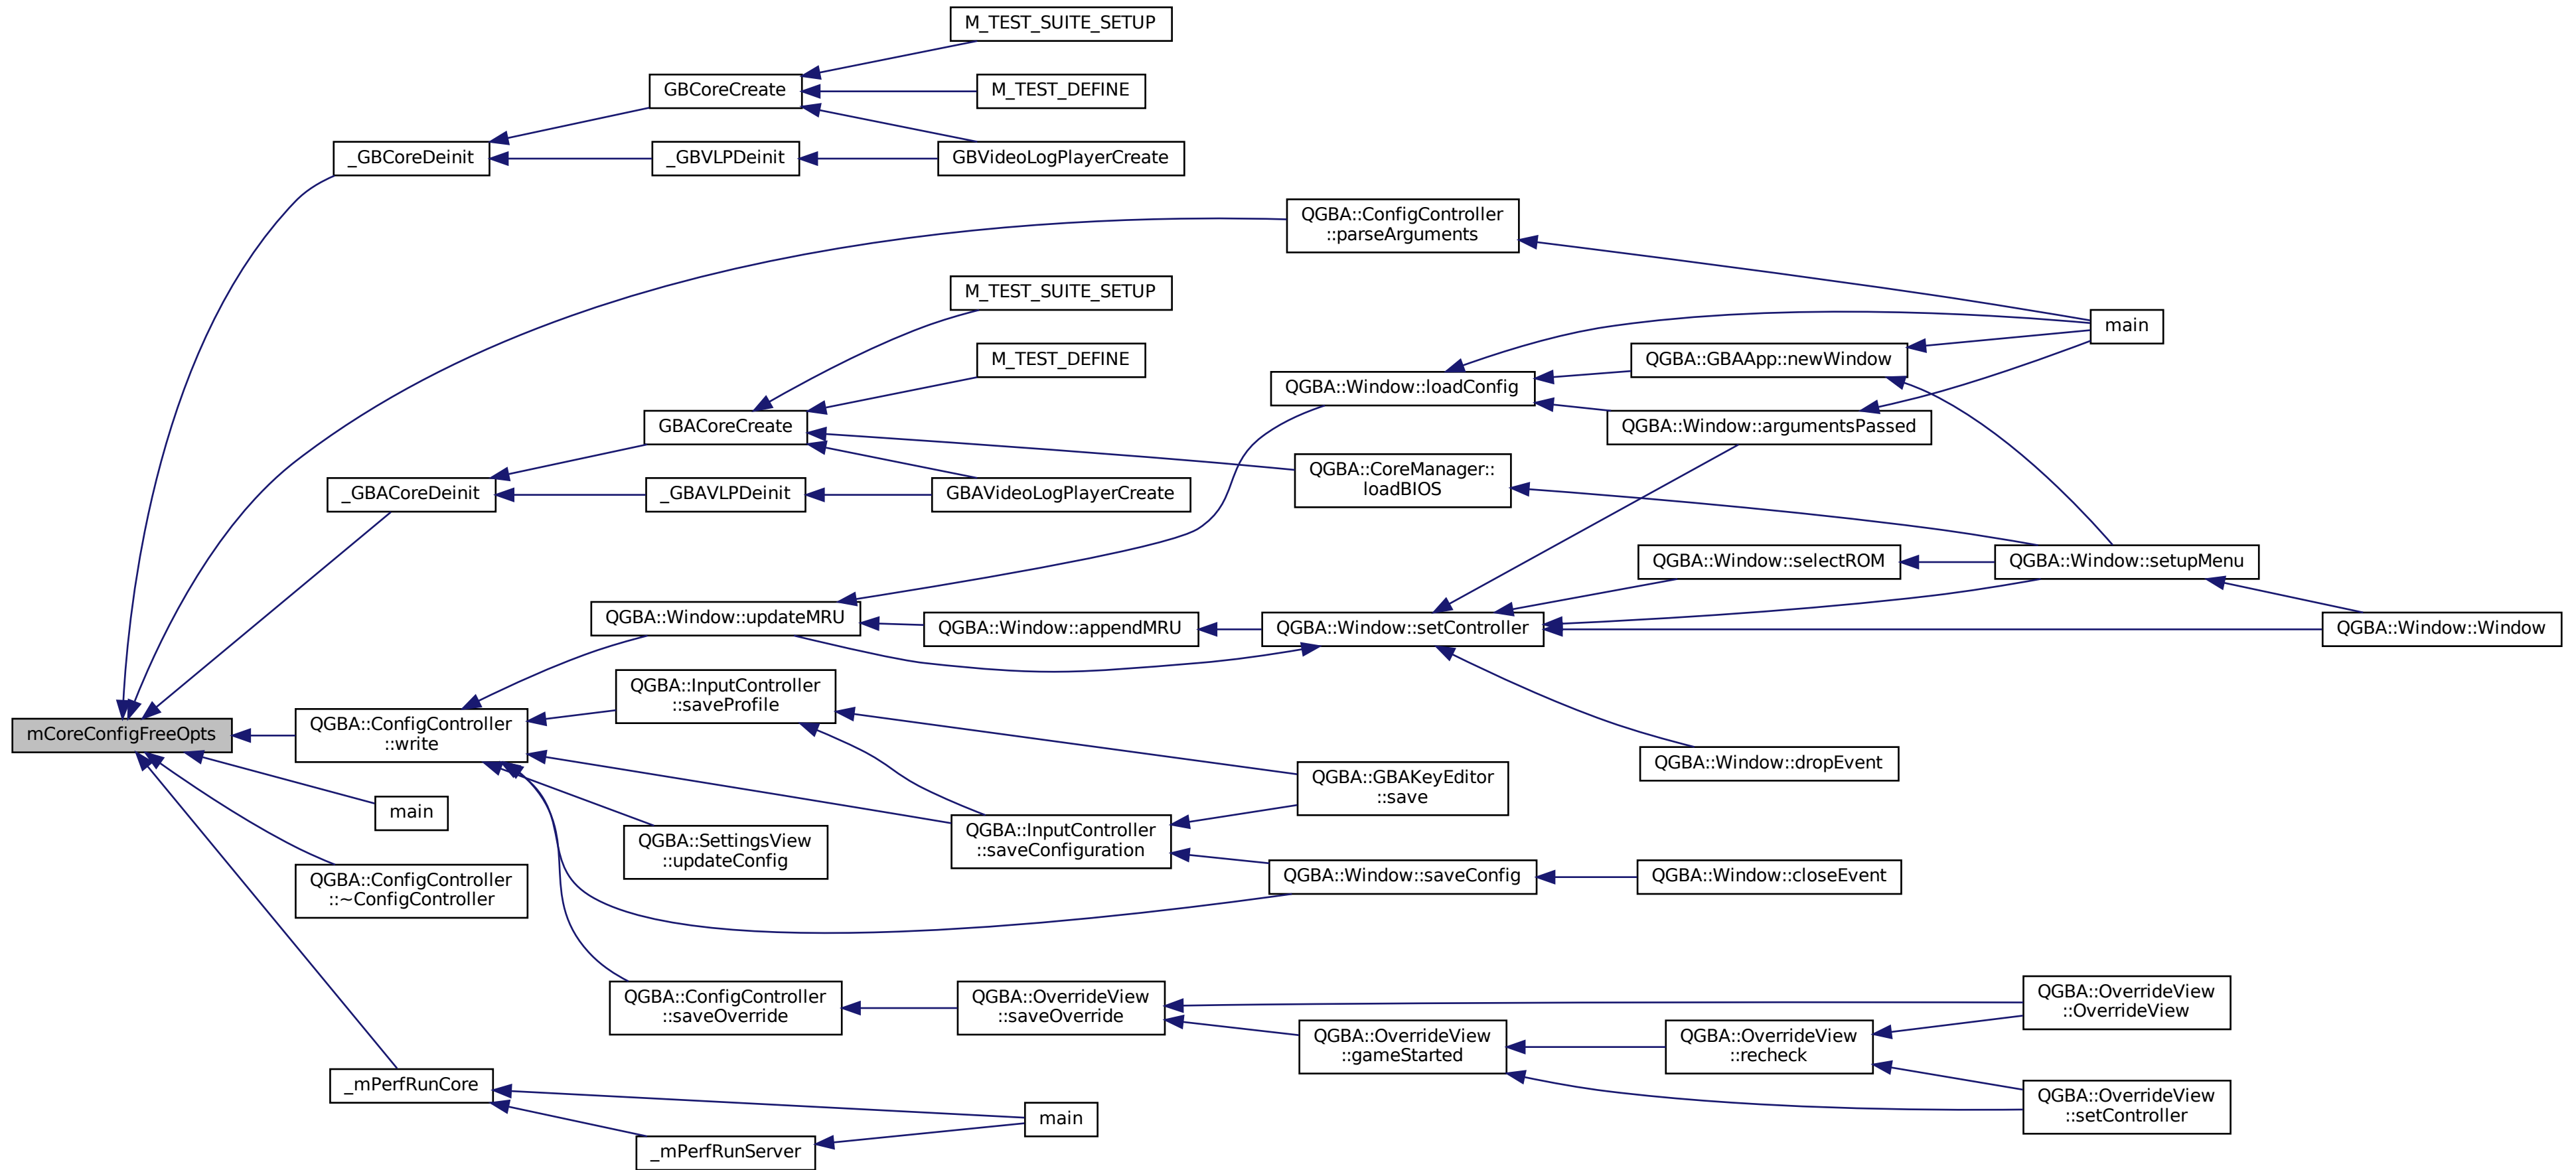 M_TEST_SUITE_SETUP
GBCoreCreate
M_TEST_DEFINE
_GBCoreDeinit
_GBVLPDeinit
GBVideoLogPlayerCreate
QGBA::ConfigController
::parseArguments
M_TEST_SUITE_SETUP
main
M_TEST_DEFINE
QGBA::GBAApp::newWindow
QGBA::Window::loadConfig
GBACoreCreate
QGBA::Window::argumentsPassed
QGBA::CoreManager::
loadBIOS
_GBACoreDeinit
_GBAVLPDeinit
GBAVideoLogPlayerCreate
QGBA::Window::selectROM
QGBA::Window::setupMenu
QGBA::Window::updateMRU
QGBA::Window::appendMRU
QGBA::Window::setController
QGBA::Window::Window
QGBA::InputController
::saveProfile
mCoreConfigFreeOpts
QGBA::ConfigController
::write
QGBA::Window::dropEvent
QGBA::GBAKeyEditor
::save
main
QGBA::SettingsView
::updateConfig
QGBA::InputController
::saveConfiguration
QGBA::ConfigController
::~ConfigController
QGBA::Window::saveConfig
QGBA::Window::closeEvent
QGBA::ConfigController
::saveOverride
QGBA::OverrideView
::saveOverride
QGBA::OverrideView
::OverrideView
QGBA::OverrideView
::gameStarted
QGBA::OverrideView
::recheck
_mPerfRunCore
QGBA::OverrideView
::setController
main
_mPerfRunServer